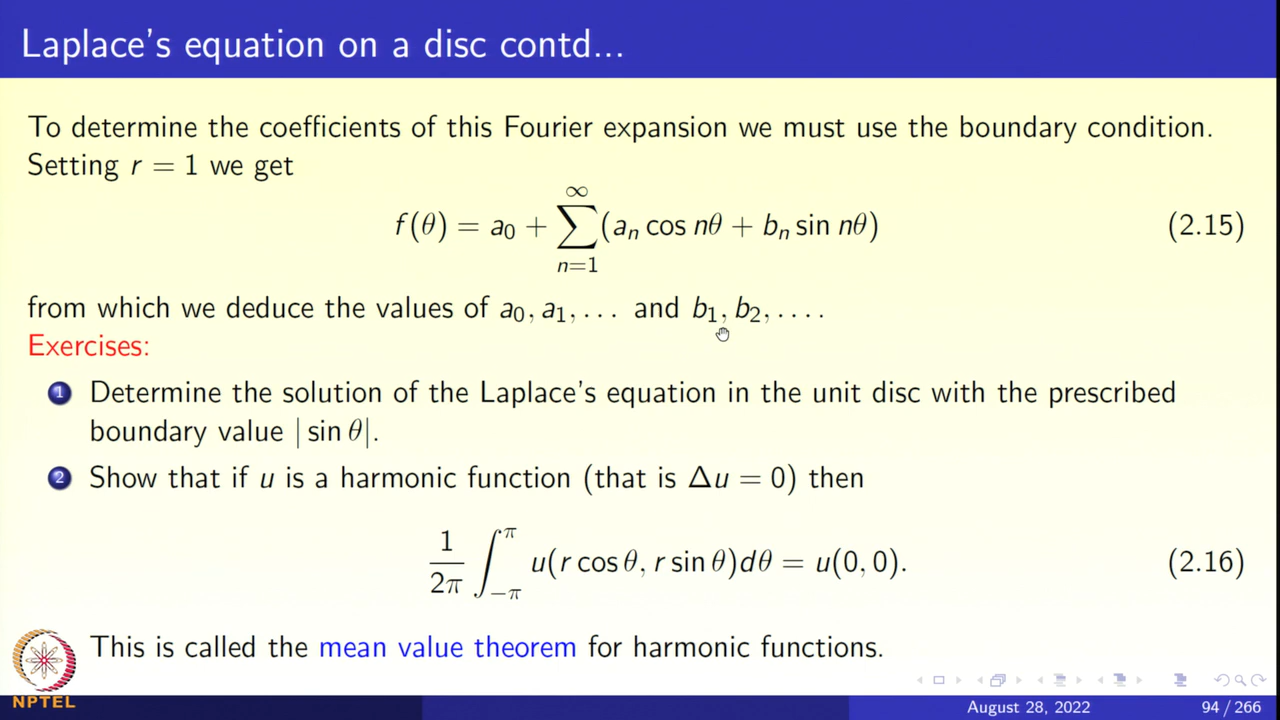 Laplace's equation on a disc contd...
To determine the coefficients of this Fourier expansion we must use the boundary condition.
Setting r = 1 we get
f(θ) = a₀ + ∑_{n=1}^{∞} (aₙ cos nθ + bₙ sin nθ) (2.15)
from which we deduce the values of a₀, a₁, . . . and b₁, b₂, . . . .
Exercises:
1 Determine the solution of the Laplace's equation in the unit disc with the prescribed
boundary value | sin θ|.
2 Show that if u is a harmonic function (that is Δu = 0) then
1/2π ∫_{−π}^{π} u(r cos θ, r sin θ)dθ = u(0, 0). (2.16)
This is called the mean value theorem for harmonic functions.
NPTEL
August 28, 2022 94 / 266